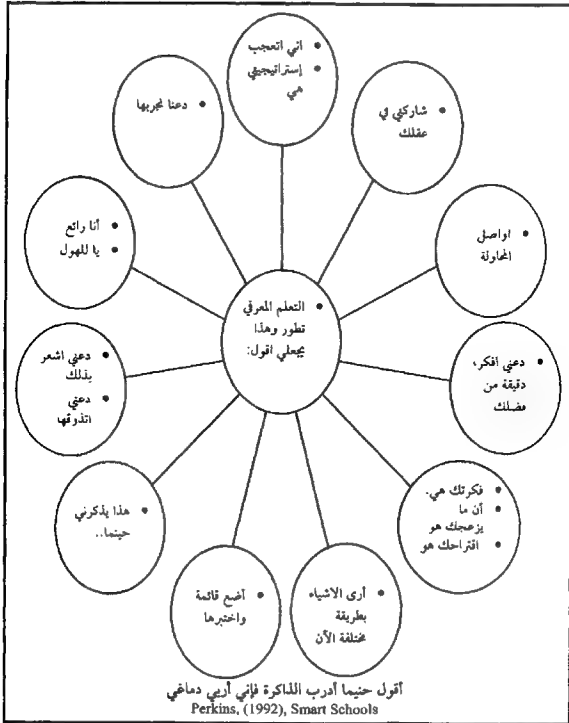 اني اتعجب
إستراتيجيتي
هي
شاركني في
عقلك
اواصل
المحاولة
دعني افكر،
دقيقة من
فضلك
فكرتك هي.
أن ما
يزعجك هو
اقتراحك هو
أرى الاشياء
بطريقة
مختلفة الآن
أضع قائمة
واختبرها
هذا يذكرني
حينما..
دعني اشعر
بذلك
دعني
اتذوقها
أنا رائع
يا للهول
دعنا نجربها
التعلم المعرفي
تطور وهذا
يجعلني اقول:
أقول حنيما أدرب الذاكرة فإني أربي دماغي
Perkins, (1992), Smart Schools